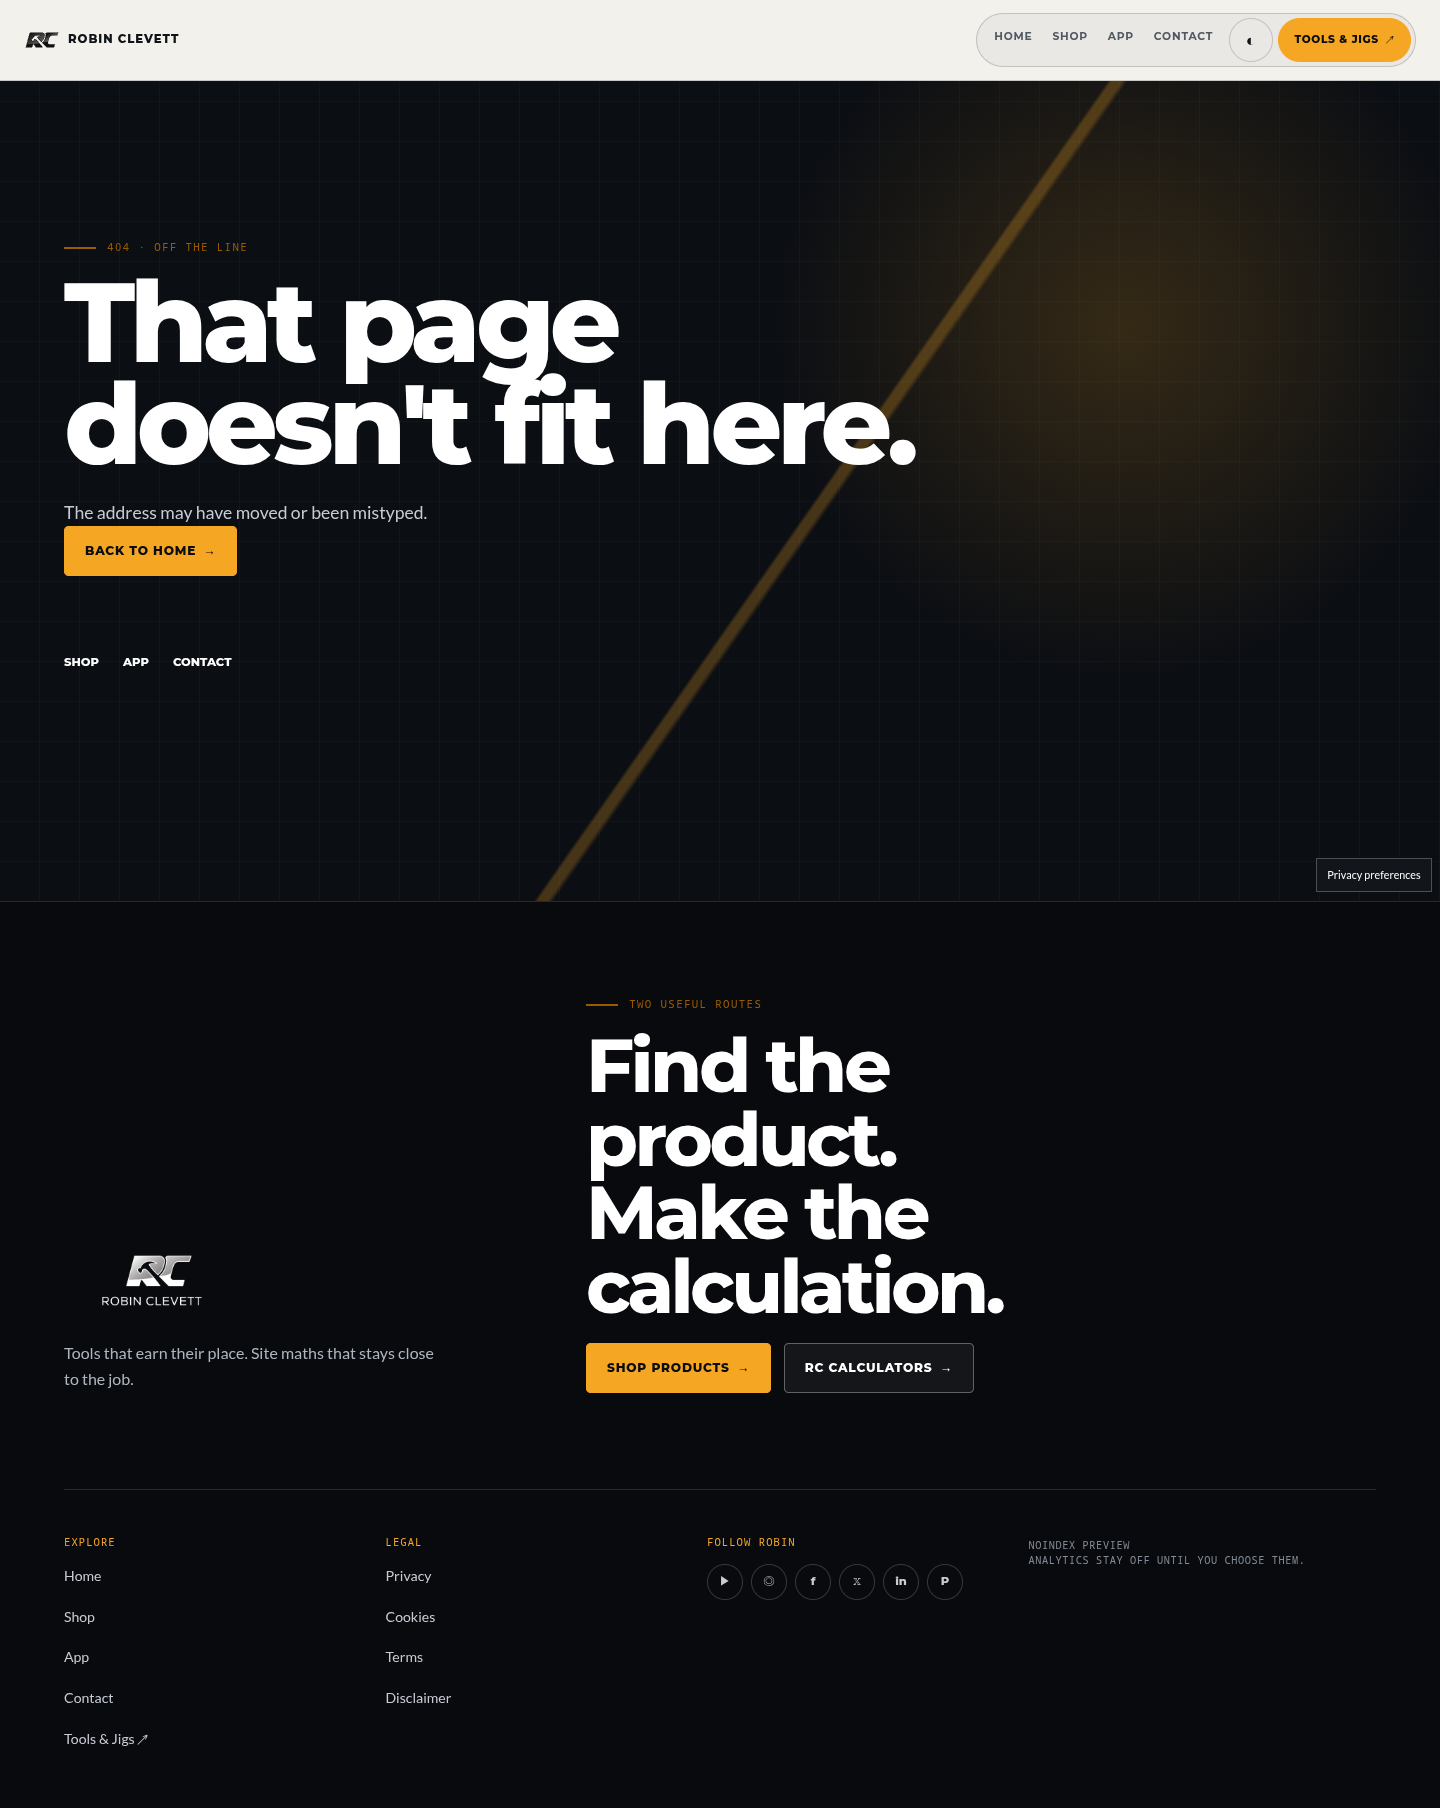 RC ROBIN CLEVETT
HOME SHOP APP CONTACT TOOLS & JIGS ↗
404 · OFF THE LINE
That page
doesn't fit here.
The address may have moved or been mistyped.
BACK TO HOME →
SHOP APP CONTACT
Privacy preferences
TWO USEFUL ROUTES
Find the
product.
Make the
calculation.
RC
ROBIN CLEVETT
Tools that earn their place. Site maths that stays close
to the job.
SHOP PRODUCTS →
RC CALCULATORS →
EXPLORE
Home
Shop
App
Contact
Tools & Jigs ↗
LEGAL
Privacy
Cookies
Terms
Disclaimer
FOLLOW ROBIN
f X in P
NOINDEX PREVIEW
ANALYTICS STAY OFF UNTIL YOU CHOOSE THEM.